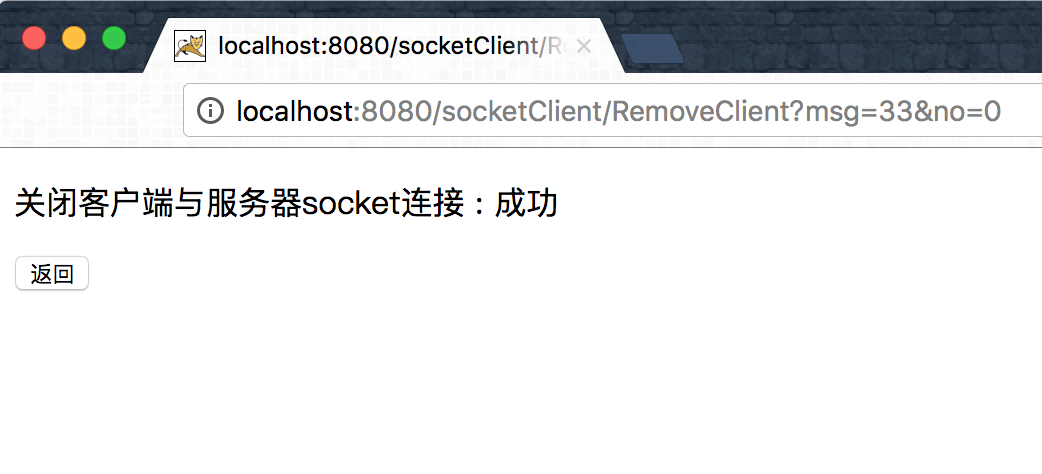 localhost:8080/socketClient/R
localhost:8080/socketClient/RemoveClient?msg=33&no=0
关闭客户端与服务器socket连接：成功
返回